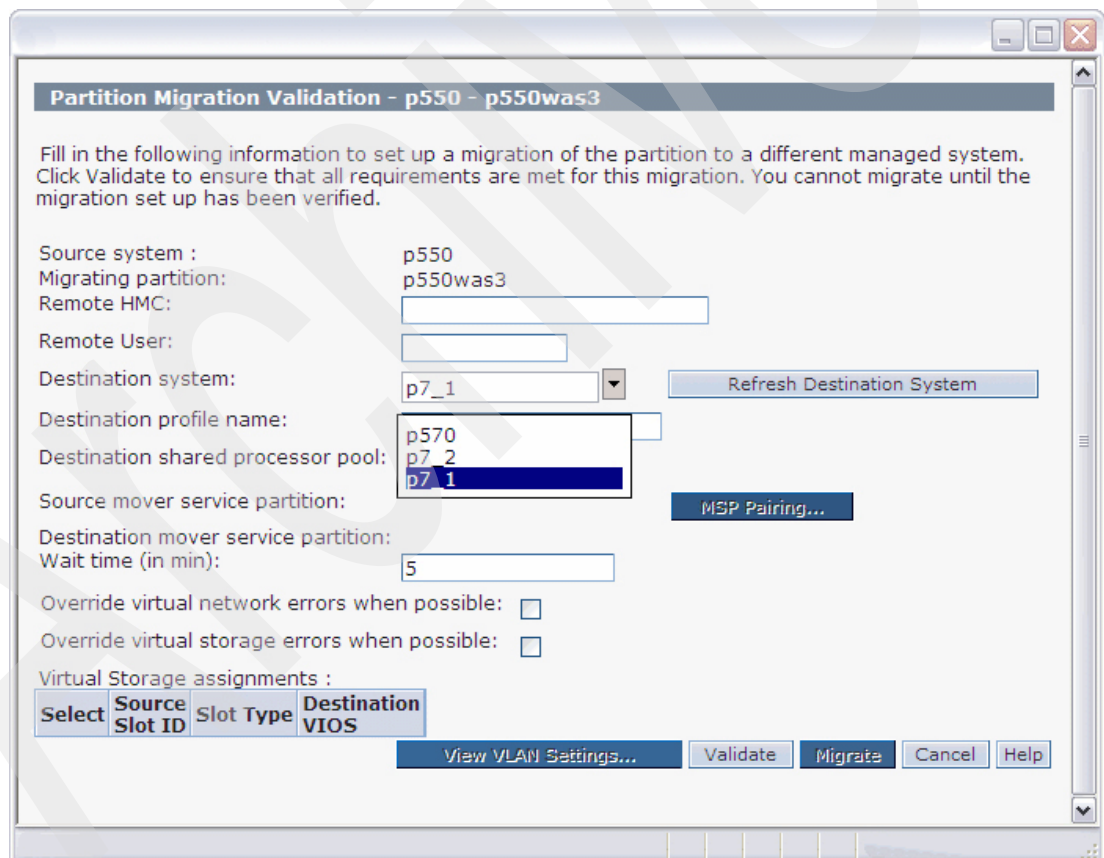 Partition Migration Validation - p550 - p550was3
Fill in the following information to set up a migration of the partition to a different managed system.
Click Validate to ensure that all requirements are met for this migration. You cannot migrate until the
migration set up has been verified.
Source system : p550
Migrating partition: p550was3
Remote HMC:
Remote User:
Destination system: p7_1 Refresh Destination System
Destination profile name:
p570
Destination shared processor pool: p7_2
p7_1
Source mover service partition: MSP Pairing...
Destination mover service partition:
Wait time (in min): 5
Override virtual network errors when possible:
Override virtual storage errors when possible:
Virtual Storage assignments :
Select Source Slot ID Slot Type Destination VIOS
View VLAN Settings... Validate Migrate Cancel Help